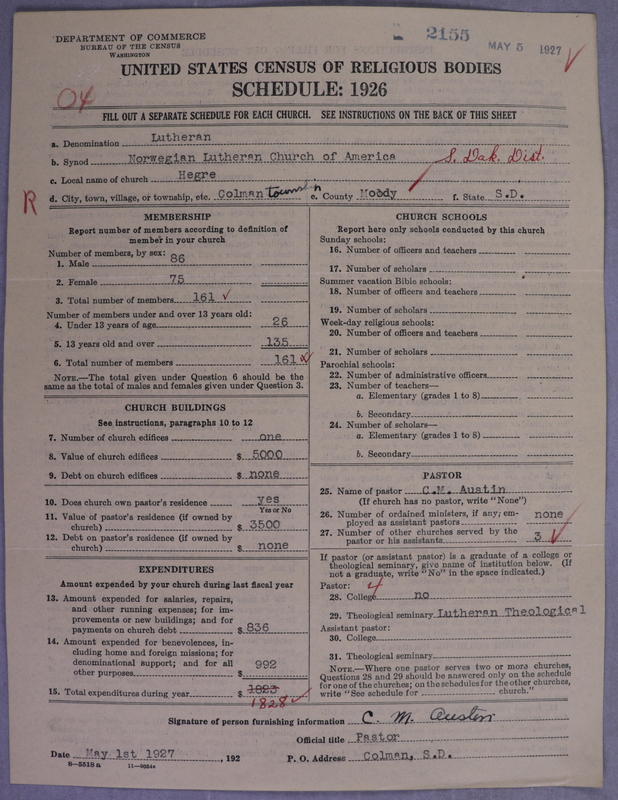 DEPARTMENT OF COMMERCE
BUREAU OF THE CENSUS
WASHINGTON
2155
MAY 5 1927
UNITED STATES CENSUS OF RELIGIOUS BODIES
SCHEDULE: 1926
04
FILL OUT A SEPARATE SCHEDULE FOR EACH CHURCH. SEE INSTRUCTIONS ON THE BACK OF THIS SHEET
a. Denomination Lutheran
b. Synod Norwegian Lutheran Church of America S. Dak. Dist.
c. Local name of church Hegre
R
d. City, town, village, or township, etc. Colman township e. County Moody f. State S.D.
MEMBERSHIP
Report number of members according to definition of
member in your church
Number of members, by sex:
1. Male 86
2. Female 75
3. Total number of members 161 ✓
Number of members under and over 13 years old:
4. Under 13 years of age 26
5. 13 years old and over 135
6. Total number of members 161
NOTE.—The total given under Question 6 should be the
same as the total of males and females given under Question 3.
CHURCH BUILDINGS
See instructions, paragraphs 10 to 12
7. Number of church edifices one
8. Value of church edifices $ 5000
9. Debt on church edifices $ none
10. Does church own pastor's residence yes
Yes or No
11. Value of pastor's residence (if owned by
church) $ 3500
12. Debt on pastor's residence (if owned by
church) $ none
EXPENDITURES
Amount expended by your church during last fiscal year
13. Amount expended for salaries, repairs,
and other running expenses; for im-
provements or new buildings; and for
payments on church debt $ 836
14. Amount expended for benevolences, in-
cluding home and foreign missions; for
denominational support; and for all
other purposes $ 992
15. Total expenditures during year $ 1823
1828 ✓
CHURCH SCHOOLS
Report here only schools conducted by this church
Sunday schools:
16. Number of officers and teachers
17. Number of scholars
Summer vacation Bible schools:
18. Number of officers and teachers
19. Number of scholars
Week-day religious schools:
20. Number of officers and teachers
21. Number of scholars
Parochial schools:
22. Number of administrative officers
23. Number of teachers—
a. Elementary (grades 1 to 8)
b. Secondary
24. Number of scholars—
a. Elementary (grades 1 to 8)
b. Secondary
PASTOR
25. Name of pastor C.M. Austin
(If church has no pastor, write "None")
26. Number of ordained ministers, if any, em-
ployed as assistant pastors none
27. Number of other churches served by the
pastor or his assistants 3 ✓
If pastor (or assistant pastor) is a graduate of a college or
theological seminary, give name of institution below. (If
not a graduate, write "No" in the space indicated.)
Pastor: 4
28. College no
29. Theological seminary Lutheran Theological
Assistant pastor:
30. College
31. Theological seminary
NOTE.—Where one pastor serves two or more churches,
Questions 28 and 29 should be answered only on the schedule
for one of the churches; on the schedules for the other churches,
write "See schedule for church."
Signature of person furnishing information C. M. Austin
Official title Pastor
Date May 1st 1927, 192 P. O. Address Colman, S.D.
8—5518 a